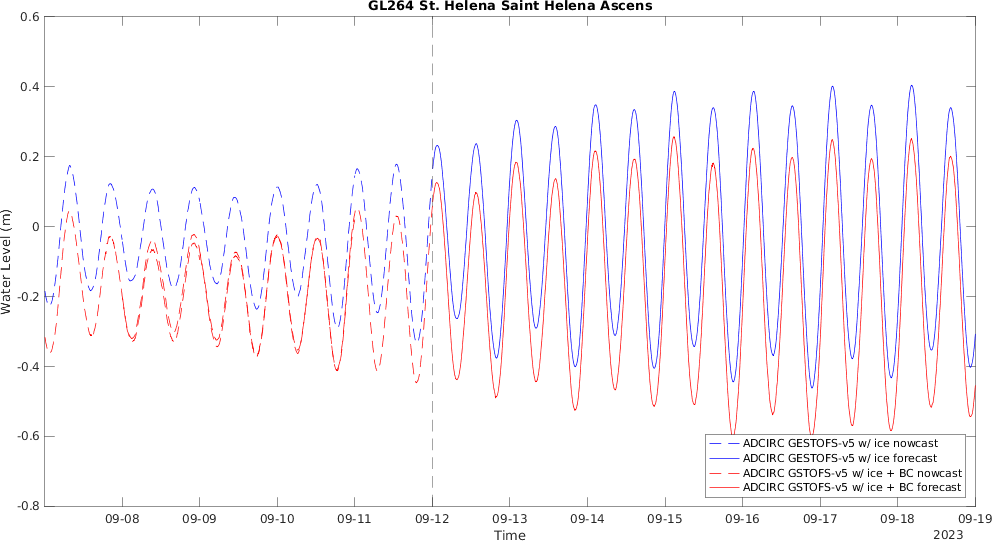 GL264 St. Helena Saint Helena Ascens
0.6
0.4
0.2
0
-0.2
-0.4
-0.6
-0.8
Water Level (m)
09-08 09-09 09-10 09-11 09-12 09-13 09-14 09-15 09-16 09-17 09-18 09-19
Time
2023
ADCIRC GESTOFS-v5 w/ ice nowcast
ADCIRC GESTOFS-v5 w/ ice forecast
ADCIRC GSTOFS-v5 w/ ice + BC nowcast
ADCIRC GSTOFS-v5 w/ ice + BC forecast